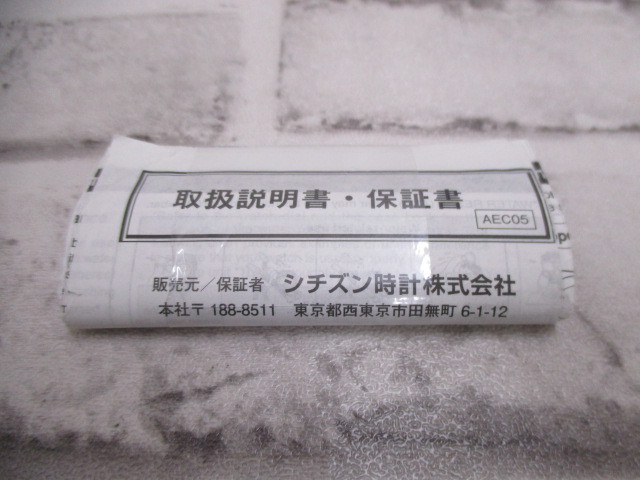 取扱説明書・保証書
AEC05
販売元／保証者 シチズン時計株式会社
本社〒188-8511 東京都西東京市田無町 6-1-12